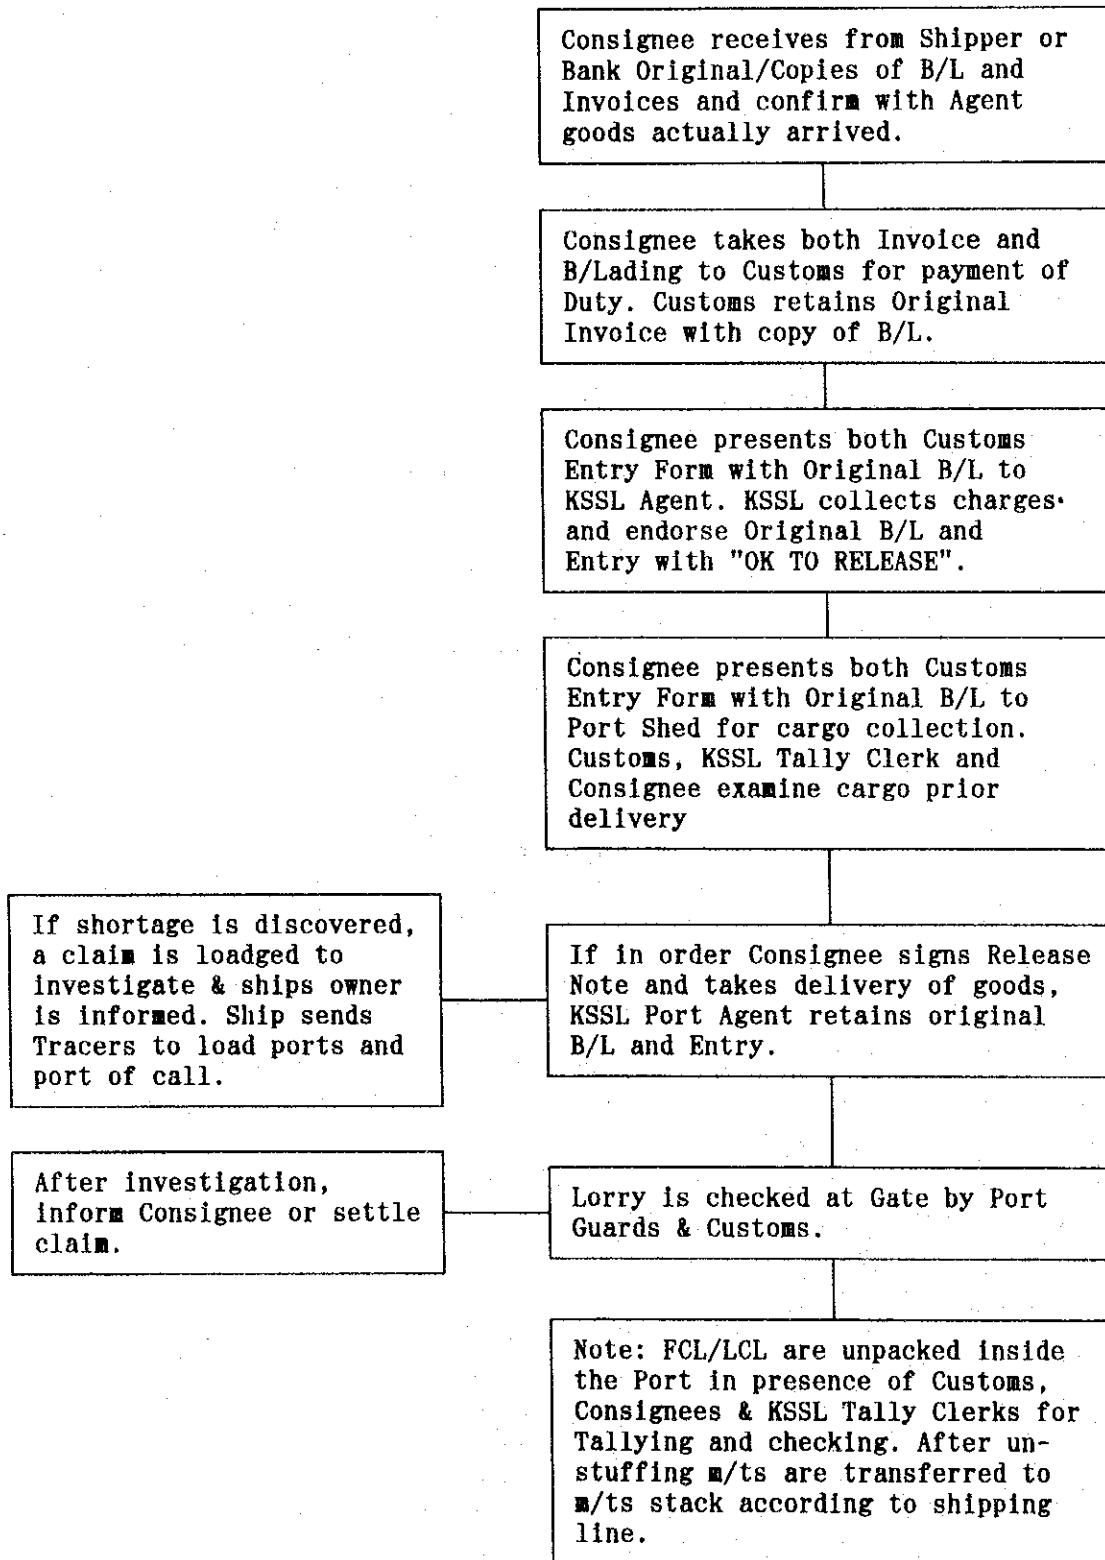 Consignee receives from Shipper or
Bank Original/Copies of B/L and
Invoices and confirm with Agent
goods actually arrived.
Consignee takes both Invoice and
B/Lading to Customs for payment of
Duty. Customs retains Original
Invoice with copy of B/L.
Consignee presents both Customs
Entry Form with Original B/L to
KSSL Agent. KSSL collects charges
and endorse Original B/L and
Entry with "OK TO RELEASE".
Consignee presents both Customs
Entry Form with Original B/L to
Port Shed for cargo collection.
Customs, KSSL Tally Clerk and
Consignee examine cargo prior
delivery
If shortage is discovered,
a claim is loadged to
investigate & ships owner
is informed. Ship sends
Tracers to load ports and
port of call.
If in order Consignee signs Release
Note and takes delivery of goods,
KSSL Port Agent retains original
B/L and Entry.
After investigation,
inform Consignee or settle
claim.
Lorry is checked at Gate by Port
Guards & Customs.
Note: FCL/LCL are unpacked inside
the Port in presence of Customs,
Consignees & KSSL Tally Clerks for
Tallying and checking. After un-
stuffing m/ts are transferred to
m/ts stack according to shipping
line.